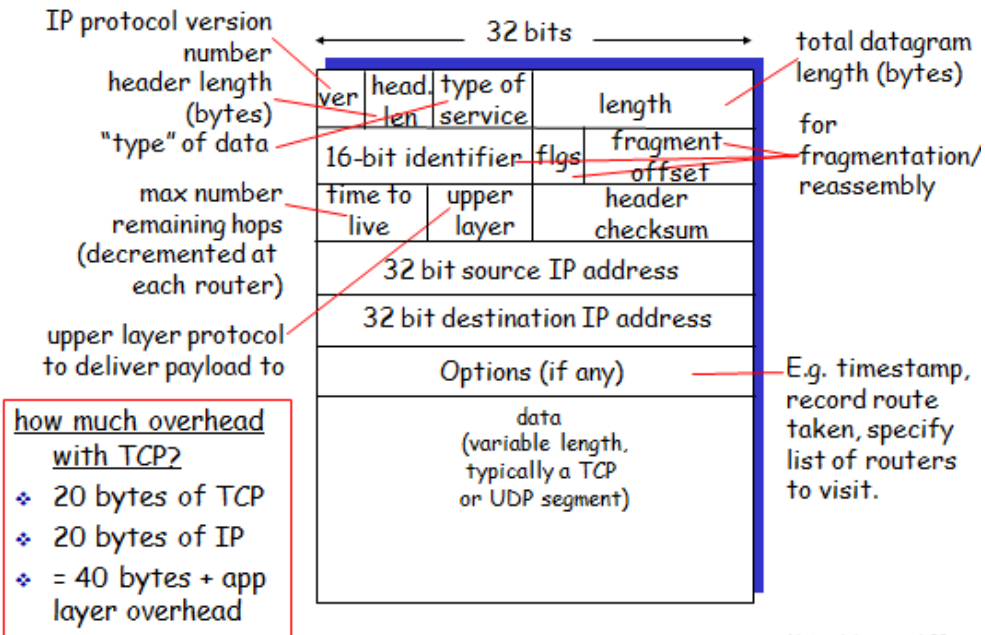 IP protocol version
number
header length
(bytes)
"type" of data
max number
remaining hops
(decremented at
each router)
upper layer protocol
to deliver payload to
how much overhead
with TCP?
20 bytes of TCP
20 bytes of IP
= 40 bytes + app
layer overhead
32 bits
ver
head.
len
type of
service
length
16-bit identifier
flgs
fragment
offset
time to
live
upper
layer
header
checksum
32 bit source IP address
32 bit destination IP address
Options (if any)
data
(variable length,
typically a TCP
or UDP segment)
total datagram
length (bytes)
for
fragmentation/
reassembly
E.g. timestamp,
record route
taken, specify
list of routers
to visit.